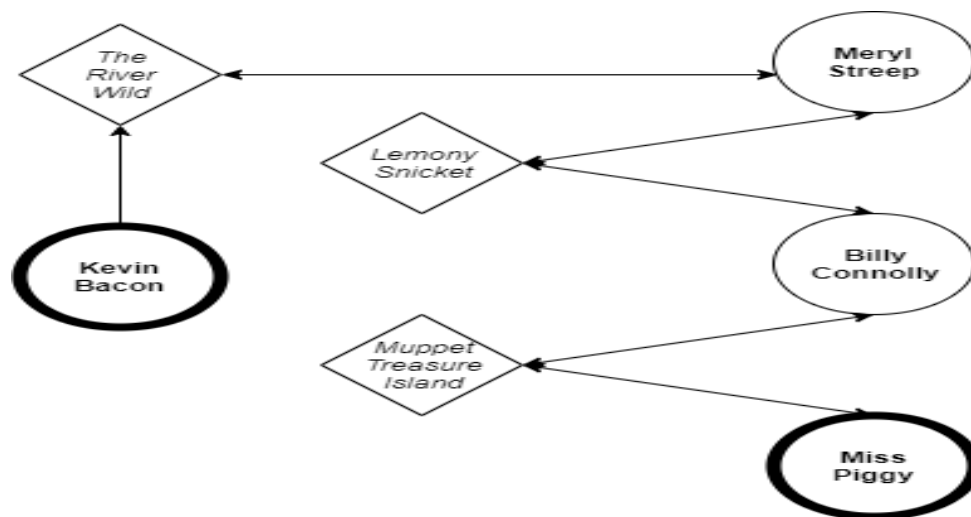 The
River
Wild
Meryl
Streep
Lemony
Snicket
Kevin
Bacon
Billy
Connolly
Muppet
Treasure
Island
Miss
Piggy